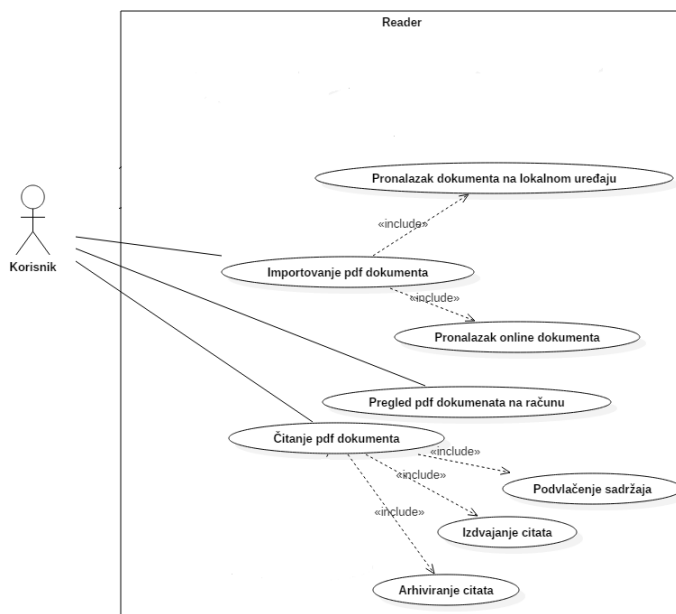 Reader
Pronalazak dokumenta na lokalnom uređaju
«include»
Korisnik
Importovanje pdf dokumenta
«include»
Pronalazak online dokumenta
Pregled pdf dokumenata na računu
Čitanje pdf dokumenta
«include»
«include»
Podvlačenje sadržaja
«include»
Izdvajanje citata
Arhiviranje citata